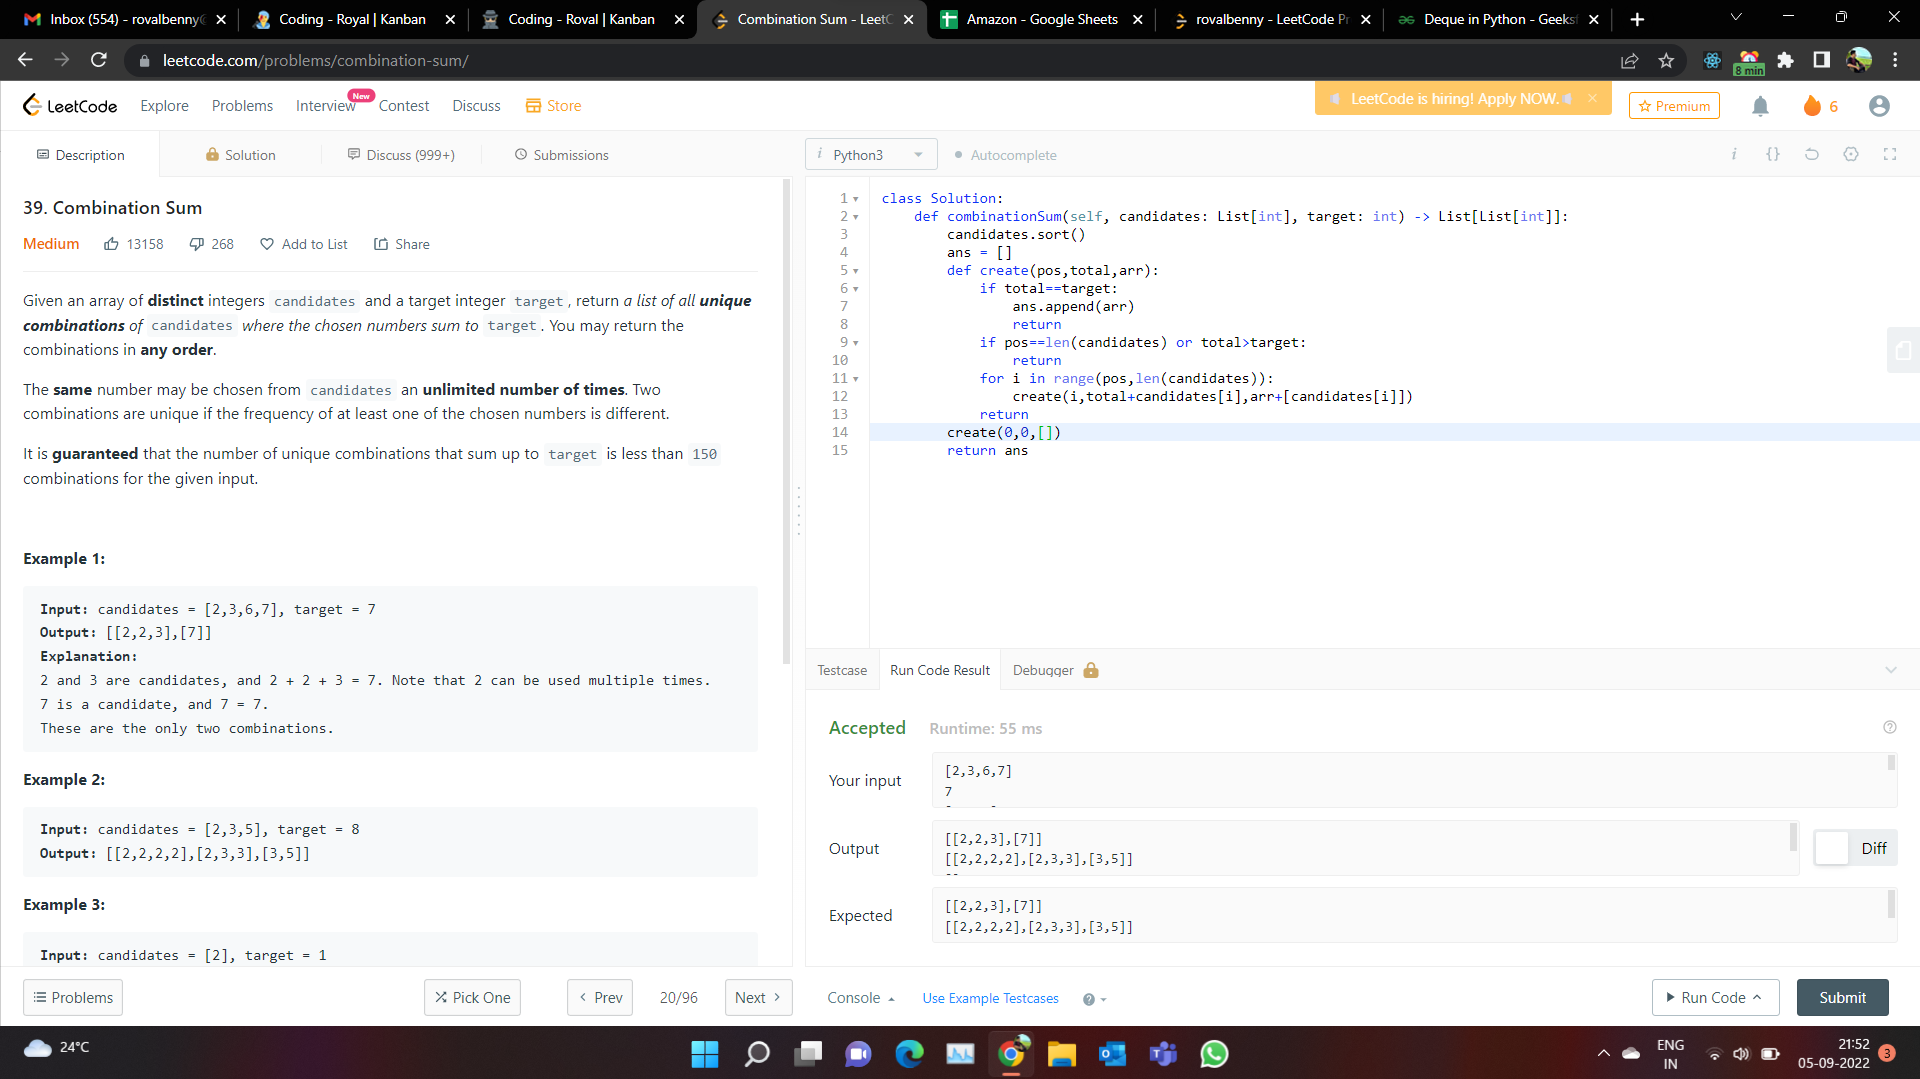 Inbox (554) - rovalbenny@
Coding - Royal | Kanban
Coding - Roval | Kanban
Combination Sum - LeetC
Amazon - Google Sheets
rovalbenny - LeetCode Pr
Deque in Python - Geeksf
leetcode.com/problems/combination-sum/
8 min
LeetCode
Explore
Problems
Interview
New
Contest
Discuss
Store
LeetCode is hiring! Apply NOW.
Premium
6
Description
Solution
Discuss (999+)
Submissions
i Python3
Autocomplete
i {}
39. Combination Sum
Medium
13158
268
Add to List
Share
Given an array of distinct integers candidates and a target integer target, return a list of all unique
combinations of candidates where the chosen numbers sum to target. You may return the
combinations in any order.
The same number may be chosen from candidates an unlimited number of times. Two
combinations are unique if the frequency of at least one of the chosen numbers is different.
It is guaranteed that the number of unique combinations that sum up to target is less than 150
combinations for the given input.
Example 1:
Input: candidates = [2,3,6,7], target = 7
Output: [[2,2,3],[7]]
Explanation:
2 and 3 are candidates, and 2 + 2 + 3 = 7. Note that 2 can be used multiple times.
7 is a candidate, and 7 = 7.
These are the only two combinations.
Example 2:
Input: candidates = [2,3,5], target = 8
Output: [[2,2,2,2],[2,3,3],[3,5]]
Example 3:
Input: candidates = [2], target = 1
1 class Solution:
2 def combinationSum(self, candidates: List[int], target: int) -> List[List[int]]:
3 candidates.sort()
4 ans = []
5 def create(pos,total,arr):
6 if total==target:
7 ans.append(arr)
8 return
9 if pos==len(candidates) or total>target:
10 return
11 for i in range(pos,len(candidates)):
12 create(i,total+candidates[i],arr+[candidates[i]])
13 return
14 create(0,0,[])
15 return ans
Testcase
Run Code Result
Debugger
Accepted
Runtime: 55 ms
Your input
[2,3,6,7]
7
Output
[[2,2,3],[7]]
[[2,2,2,2],[2,3,3],[3,5]]
Diff
Expected
[[2,2,3],[7]]
[[2,2,2,2],[2,3,3],[3,5]]
Problems
Pick One
Prev
20/96
Next
Console
Use Example Testcases
Run Code
Submit
24°C
ENG
IN
21:52
05-09-2022
3